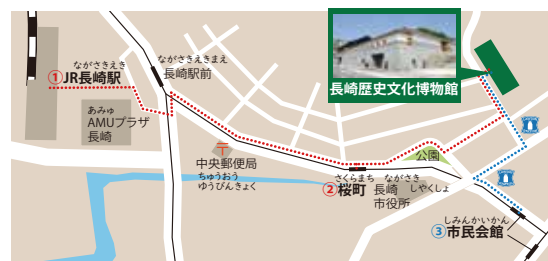 ながさきえき
①JR長崎駅
ながさきえきまえ
長崎駅前
長崎歴史文化博物館
あみゅ
AMUプラザ
長崎
〒
中央郵便局
ちゅうおう
ゆうびんきょく
公園
さくらまち
②桜町
ながさき
長崎
市役所
しやくしょ
しみんかいかん
③市民会館